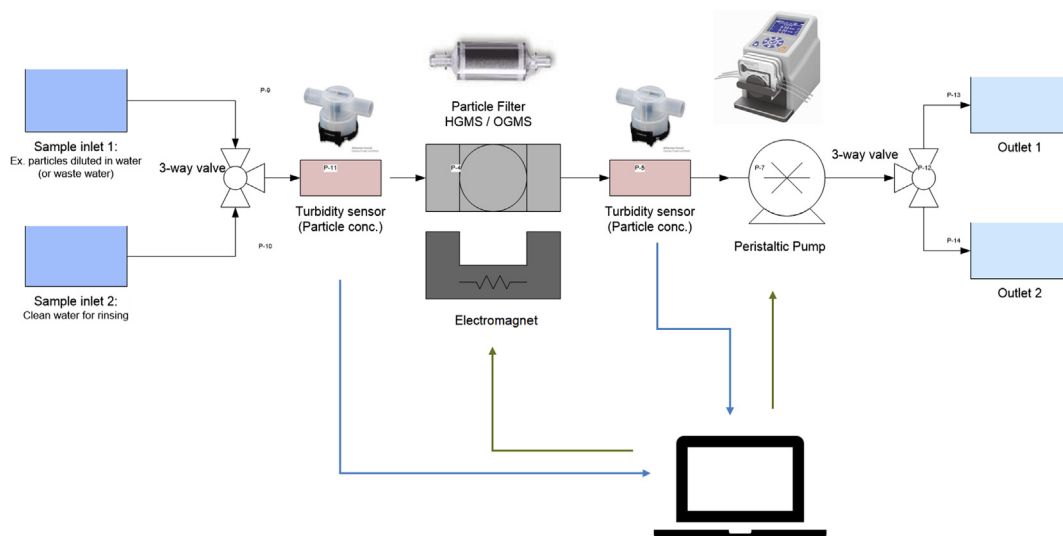 P-9
Sample inlet 1:
Ex. particles diluted in water
(or waste water)
3-way valve
P-10
Sample inlet 2:
Clean water for rinsing
P-11
Turbidity sensor
(Particle conc.)
Particle Filter
HGMS / OGMS
P-4
Electromagnet
P-5
Turbidity sensor
(Particle conc.)
P-7
Peristaltic Pump
3-way valve
P-12
P-13
Outlet 1
P-14
Outlet 2